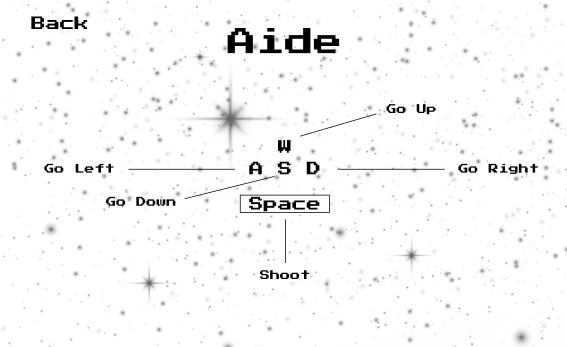 Back
Aide
Go Up
W
Go Left
A S D
Go Right
Go Down
Space
Shoot